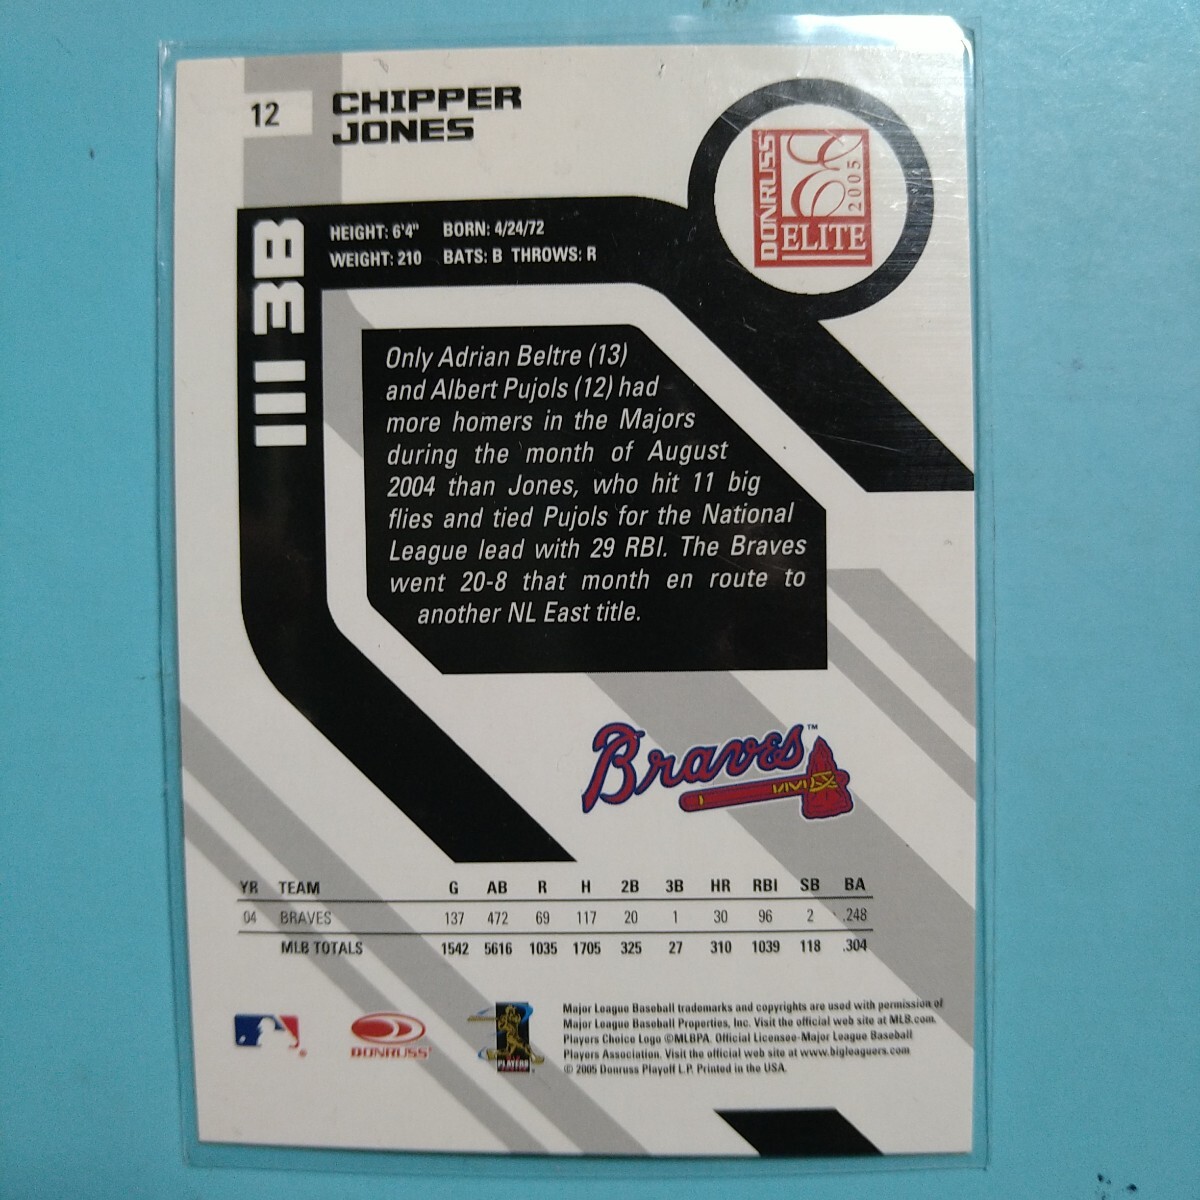 12
CHIPPER
JONES
DONRUSS
E
2005
ELITE
3B
HEIGHT: 6'4" BORN: 4/24/72
WEIGHT: 210 BATS: B THROWS: R
Only Adrian Beltre (13)
and Albert Pujols (12) had
more homers in the Majors
during the month of August
2004 than Jones, who hit 11 big
flies and tied Pujols for the National
League lead with 29 RBI. The Braves
went 20-8 that month en route to
another NL East title.
Braves™
YR TEAM G AB R H 2B 3B HR RBI SB BA
04 BRAVES 137 472 69 117 20 1 30 96 2 .248
MLB TOTALS 1542 5616 1035 1705 325 27 310 1039 118 .304
DONRUSS
PLAYERS
Major League Baseball trademarks and copyrights are used with permission of
Major League Baseball Properties, Inc. Visit the official web site at MLB.com.
Players Choice Logo ©MLBPA. Official Licensee-Major League Baseball
Players Association. Visit the official web site at www.bigleaguers.com
© 2005 Donruss Playoff L.P. Printed in the USA.